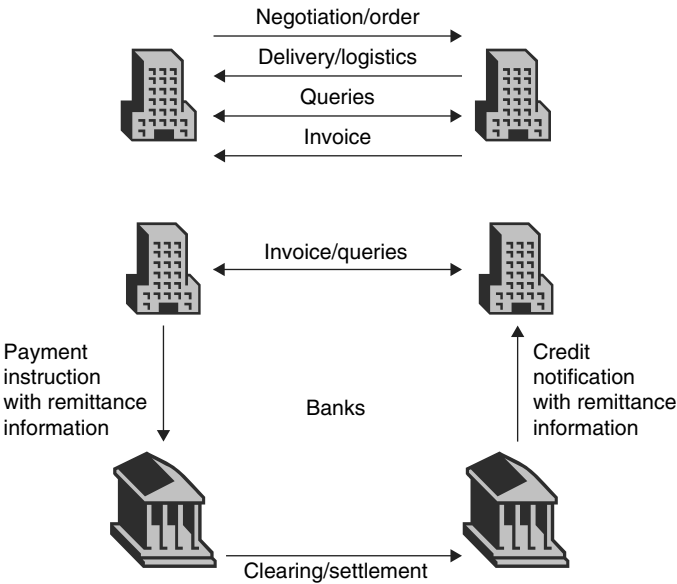 Negotiation/order
Delivery/logistics
Queries
Invoice
Invoice/queries
Payment
instruction
with remittance
information
Banks
Credit
notification
with remittance
information
Clearing/settlement